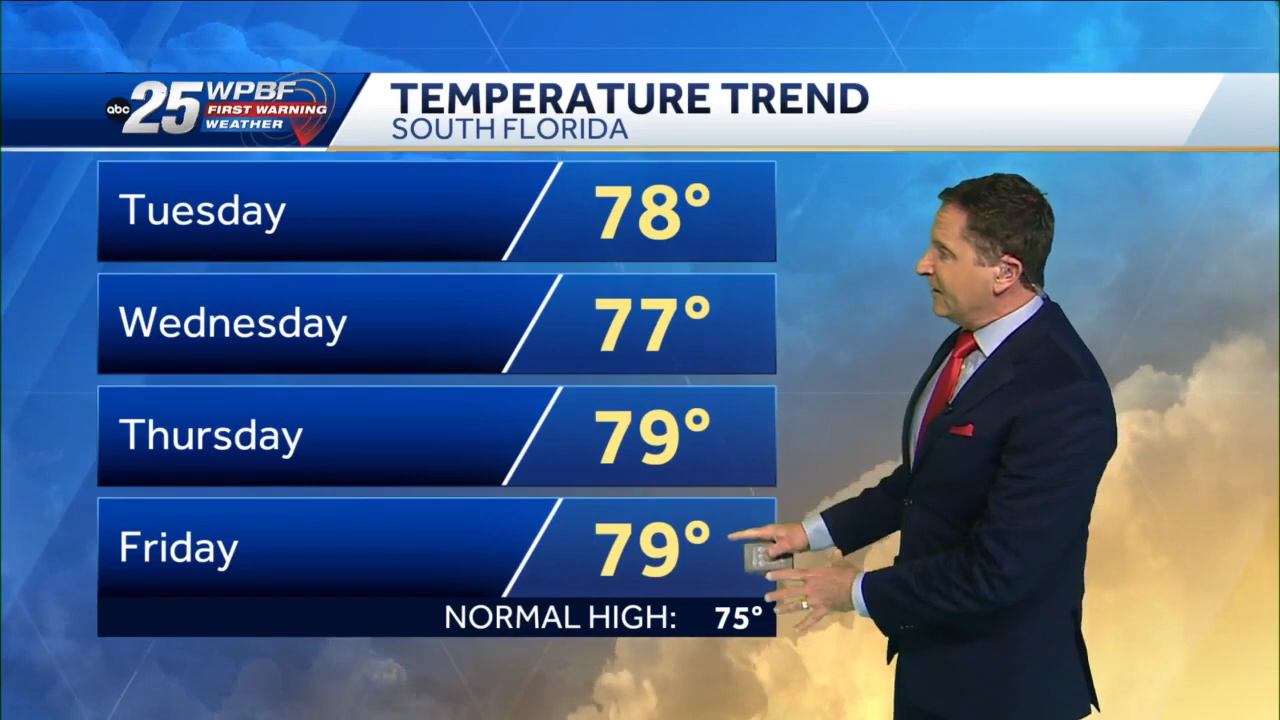 abc 25 WPBF
FIRST WARNING
WEATHER
TEMPERATURE TREND
SOUTH FLORIDA
Tuesday 78°
Wednesday 77°
Thursday 79°
Friday 79°
NORMAL HIGH: 75°